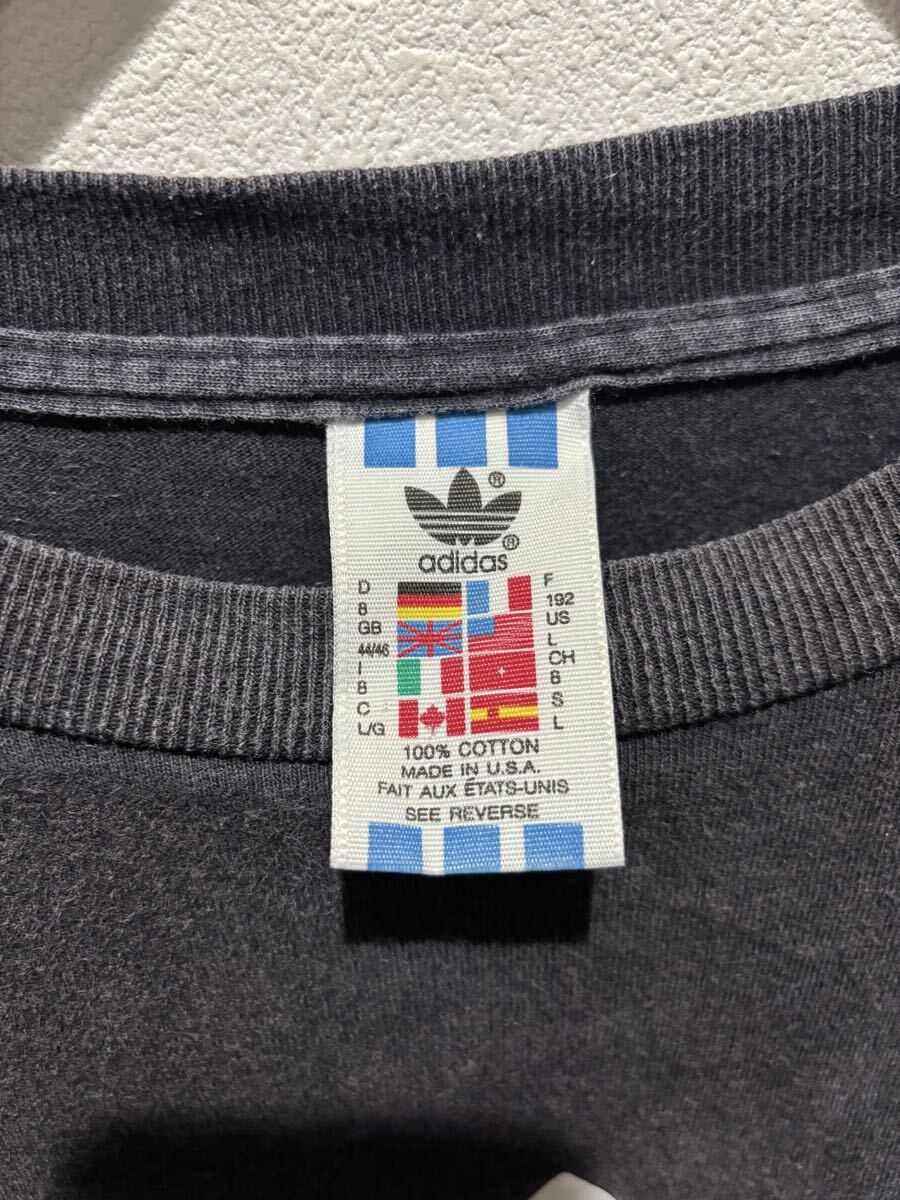 ®
adidas®
D
8
GB
44/46
I
8
C
L/G
F
192
US
L
CH
8
S
L
100% COTTON
MADE IN U.S.A.
FAIT AUX ÉTATS-UNIS
SEE REVERSE